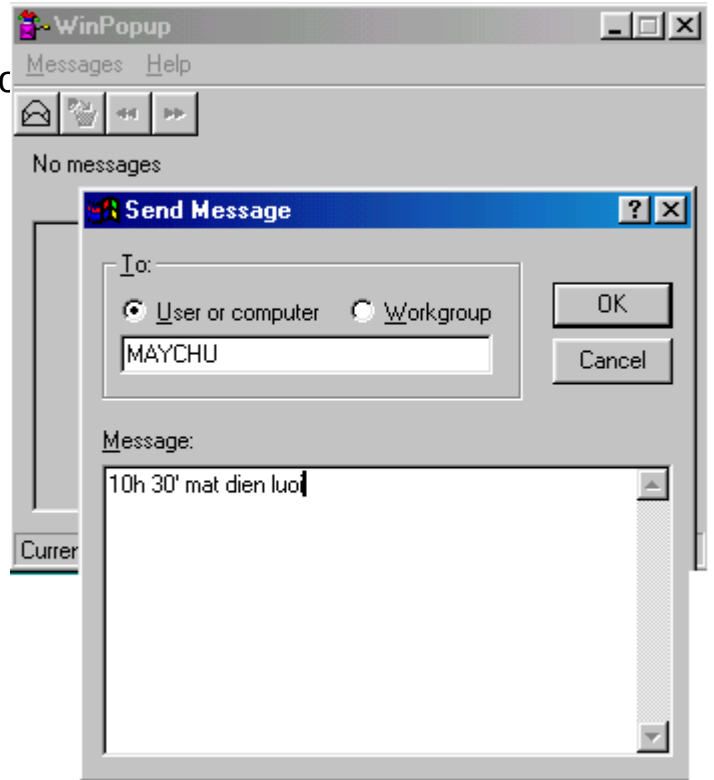 WinPopup
Messages Help
No messages
Send Message
To:
User or computer Workgroup
MAYCHU
OK
Cancel
Message:
10h 30' mat dien luoi